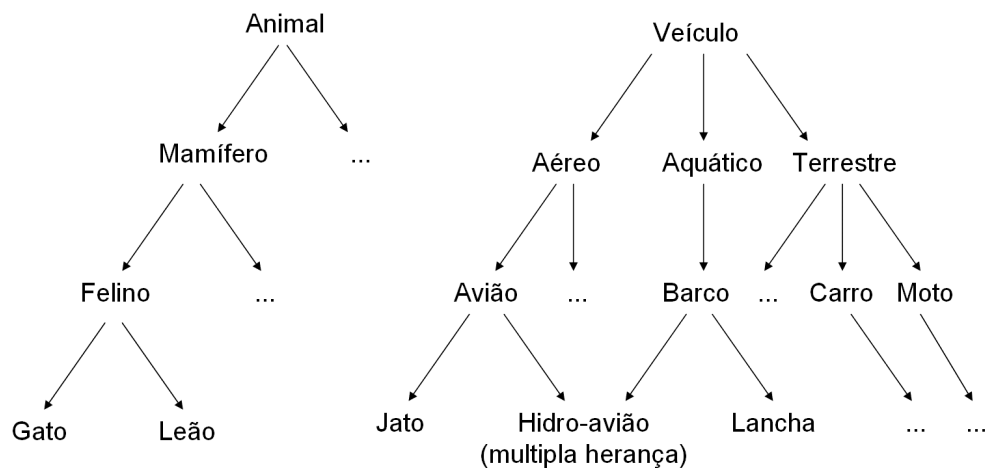 Animal
Veículo
Mamífero
...
Aéreo
Aquático
Terrestre
Felino
...
Avião
...
Barco
...
Carro
Moto
Gato
Leão
Jato
Hidro-avião
(multipla herança)
Lancha
...
...